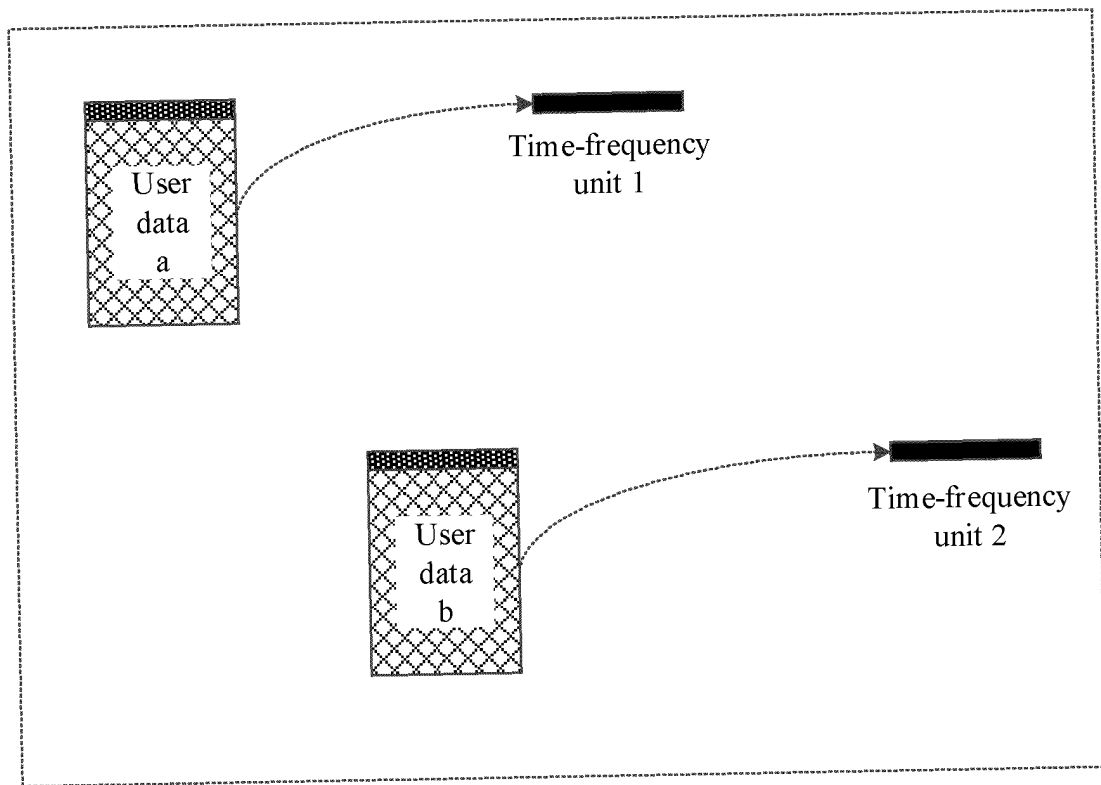 User
data
a
Time-frequency
unit 1
User
data
b
Time-frequency
unit 2